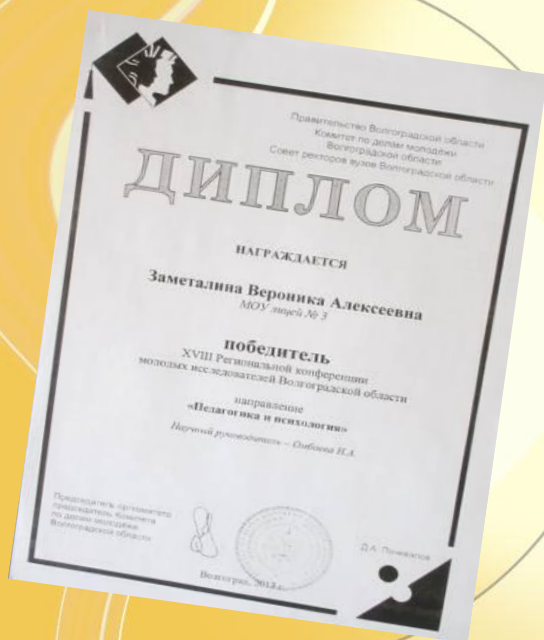 Правительство Волгоградской области
Комитет по делам молодёжи
Волгоградской области
Совет ректоров вузов Волгоградской области
ДИПЛОМ
НАГРАЖДАЕТСЯ
Заметалина Вероника Алексеевна
МОУ лицей № 3
победитель
XVIII Региональной конференции
молодых исследователей Волгоградской области
направление
«Педагогика и психология»
Научный руководитель – Н.А.
Председатель оргкомитета
председатель Комитета
по делам молодёжи
Волгоградской области
Д.А.
Волгоград, 2013 г.